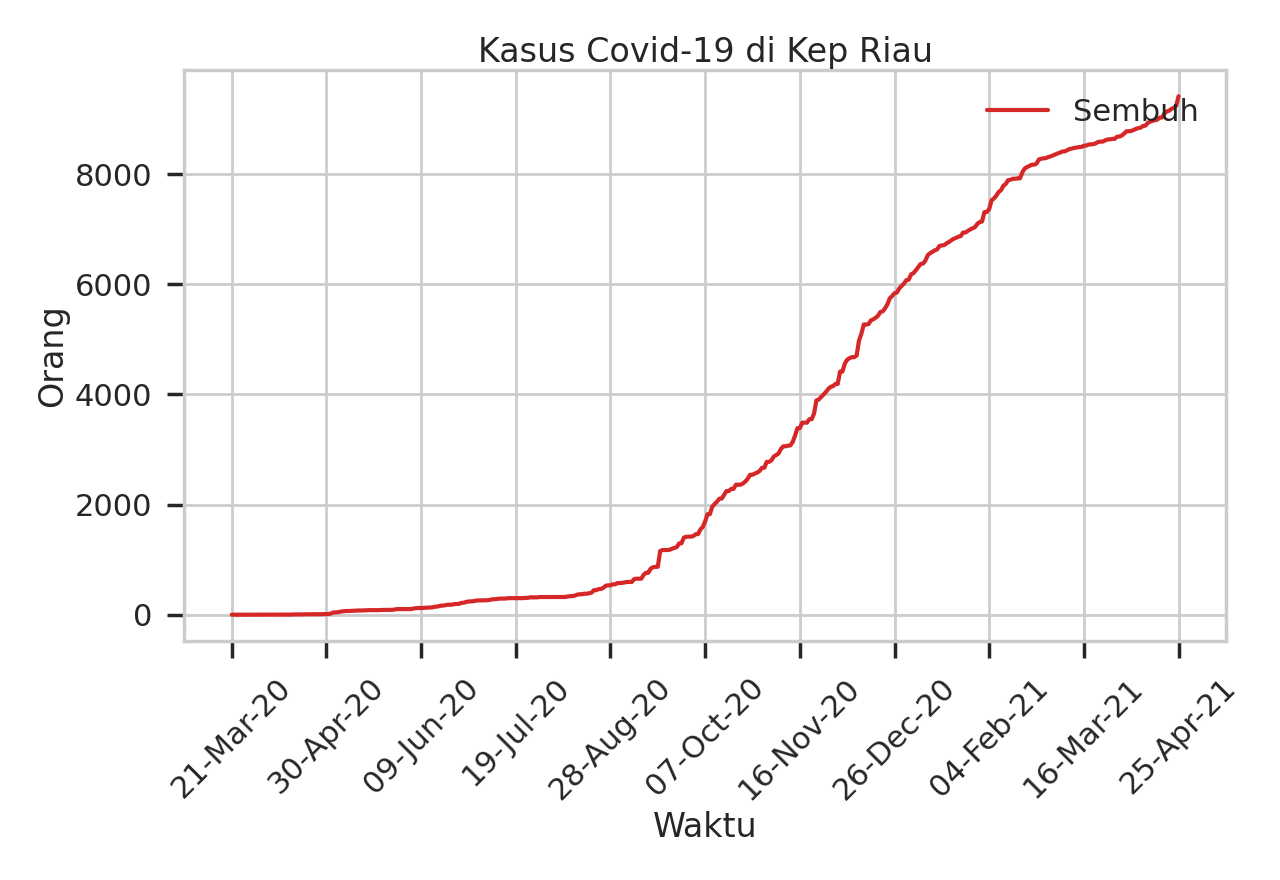 Kasus Covid-19 di Kep Riau
Sembuh
Orang
8000
6000
4000
2000
0
21-Mar-20
30-Apr-20
09-Jun-20
19-Jul-20
28-Aug-20
07-Oct-20
16-Nov-20
26-Dec-20
04-Feb-21
16-Mar-21
25-Apr-21
Waktu